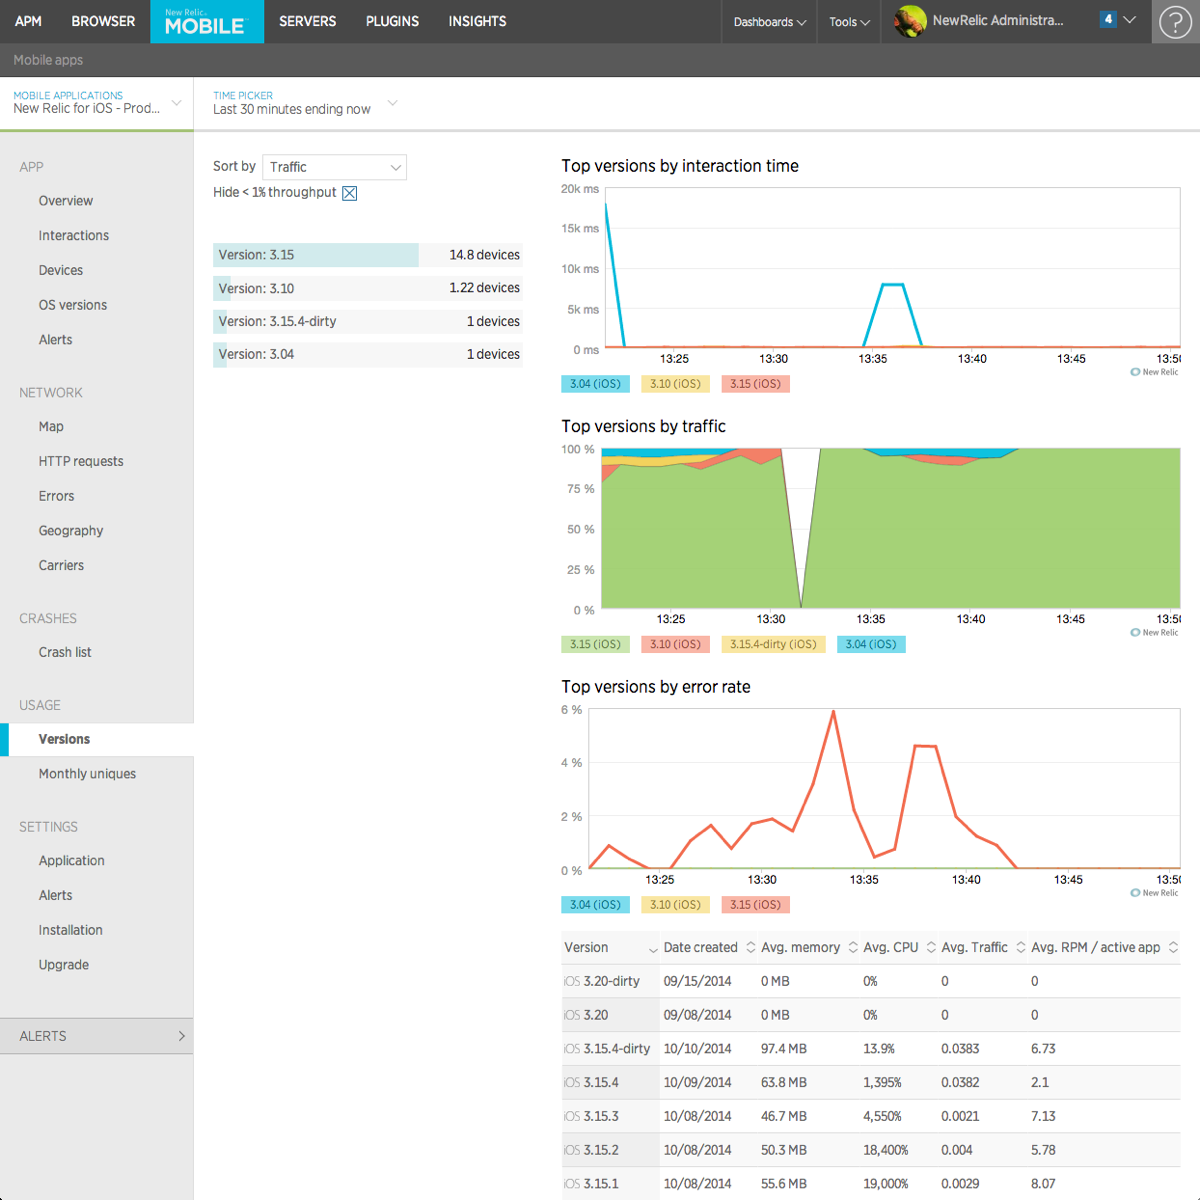 APM BROWSER New Relic. MOBILE SERVERS PLUGINS INSIGHTS Dashboards Tools NewRelic Administra... 4 ?
Mobile apps
MOBILE APPLICATIONS
New Relic for iOS - Prod...
TIME PICKER
Last 30 minutes ending now
APP
Overview
Interactions
Devices
OS versions
Alerts
NETWORK
Map
HTTP requests
Errors
Geography
Carriers
CRASHES
Crash list
USAGE
Versions
Monthly uniques
SETTINGS
Application
Alerts
Installation
Upgrade
ALERTS
Sort by Traffic
Hide < 1% throughput
Version: 3.15 14.8 devices
Version: 3.10 1.22 devices
Version: 3.15.4-dirty 1 devices
Version: 3.04 1 devices
Top versions by interaction time
20k ms
15k ms
10k ms
5k ms
0 ms
13:25 13:30 13:35 13:40 13:45 13:50
New Relic
3.04 (iOS) 3.10 (iOS) 3.15 (iOS)
Top versions by traffic
100 %
75 %
50 %
25 %
0 %
13:25 13:30 13:35 13:40 13:45 13:50
New Relic
3.15 (iOS) 3.10 (iOS) 3.15.4-dirty (iOS) 3.04 (iOS)
Top versions by error rate
6 %
4 %
2 %
0 %
13:25 13:30 13:35 13:40 13:45 13:50
New Relic
3.04 (iOS) 3.10 (iOS) 3.15 (iOS)
Version Date created Avg. memory Avg. CPU Avg. Traffic Avg. RPM / active app
iOS 3.20-dirty 09/15/2014 0 MB 0% 0 0
iOS 3.20 09/08/2014 0 MB 0% 0 0
iOS 3.15.4-dirty 10/10/2014 97.4 MB 13.9% 0.0383 6.73
iOS 3.15.4 10/09/2014 63.8 MB 1,395% 0.0382 2.1
iOS 3.15.3 10/08/2014 46.7 MB 4,550% 0.0021 7.13
iOS 3.15.2 10/08/2014 50.3 MB 18,400% 0.004 5.78
iOS 3.15.1 10/08/2014 55.6 MB 19,000% 0.0029 8.07